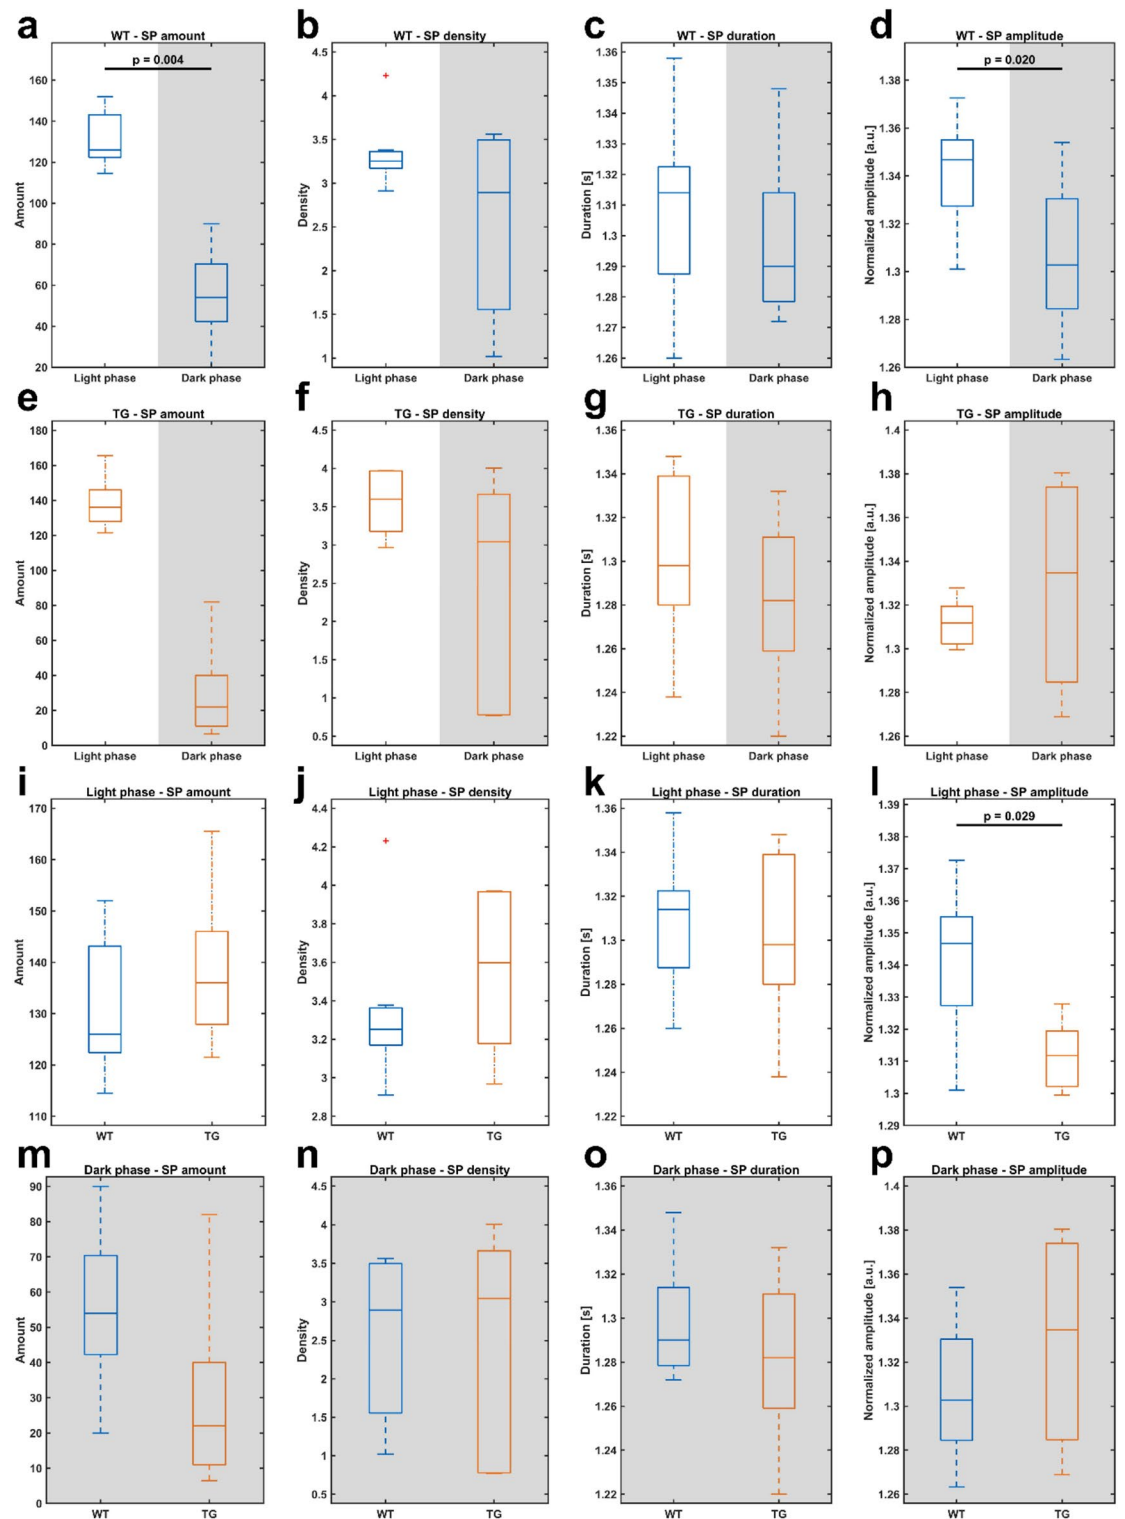 a
WT - SP amount
p = 0.004
160
140
120
100
80
60
40
20
Amount
Light phase
Dark phase
b
WT - SP density
4.5
4
3.5
3
2.5
2
1.5
1
Density
Light phase
Dark phase
c
WT - SP duration
1.36
1.35
1.34
1.33
1.32
1.31
1.3
1.29
1.28
1.27
1.26
Duration [s]
Light phase
Dark phase
d
WT - SP amplitude
p = 0.020
1.38
1.36
1.34
1.32
1.3
1.28
1.26
Normalized amplitude [a.u.]
Light phase
Dark phase
e
TG - SP amount
180
160
140
120
100
80
60
40
20
0
Amount
Light phase
Dark phase
f
TG - SP density
4.5
4
3.5
3
2.5
2
1.5
1
0.5
Density
Light phase
Dark phase
g
TG - SP duration
1.36
1.34
1.32
1.3
1.28
1.26
1.24
1.22
Duration [s]
Light phase
Dark phase
h
TG - SP amplitude
1.4
1.38
1.36
1.34
1.32
1.3
1.28
1.26
Normalized amplitude [a.u.]
Light phase
Dark phase
i
Light phase - SP amount
170
160
150
140
130
120
110
Amount
WT
TG
j
Light phase - SP density
4.4
4.2
4
3.8
3.6
3.4
3.2
3
2.8
Density
WT
TG
k
Light phase - SP duration
1.36
1.34
1.32
1.3
1.28
1.26
1.24
1.22
Duration [s]
WT
TG
l
Light phase - SP amplitude
p = 0.029
1.39
1.38
1.37
1.36
1.35
1.34
1.33
1.32
1.31
1.3
1.29
Normalized amplitude [a.u.]
WT
TG
m
Dark phase - SP amount
90
80
70
60
50
40
30
20
10
0
Amount
WT
TG
n
Dark phase - SP density
4.5
4
3.5
3
2.5
2
1.5
1
0.5
Density
WT
TG
o
Dark phase - SP duration
1.36
1.34
1.32
1.3
1.28
1.26
1.24
1.22
Duration [s]
WT
TG
p
Dark phase - SP amplitude
1.4
1.38
1.36
1.34
1.32
1.3
1.28
1.26
Normalized amplitude [a.u.]
WT
TG